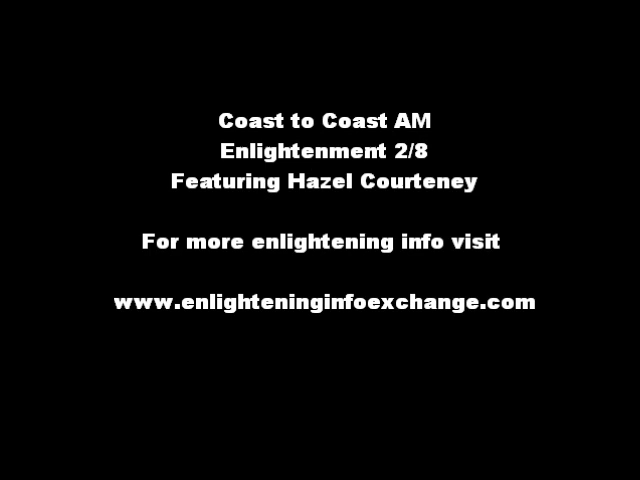 Coast to Coast AM
Enlightenment 2/8
Featuring Hazel Courteney
For more enlightening info visit
www.enlighteninginfoexchange.com